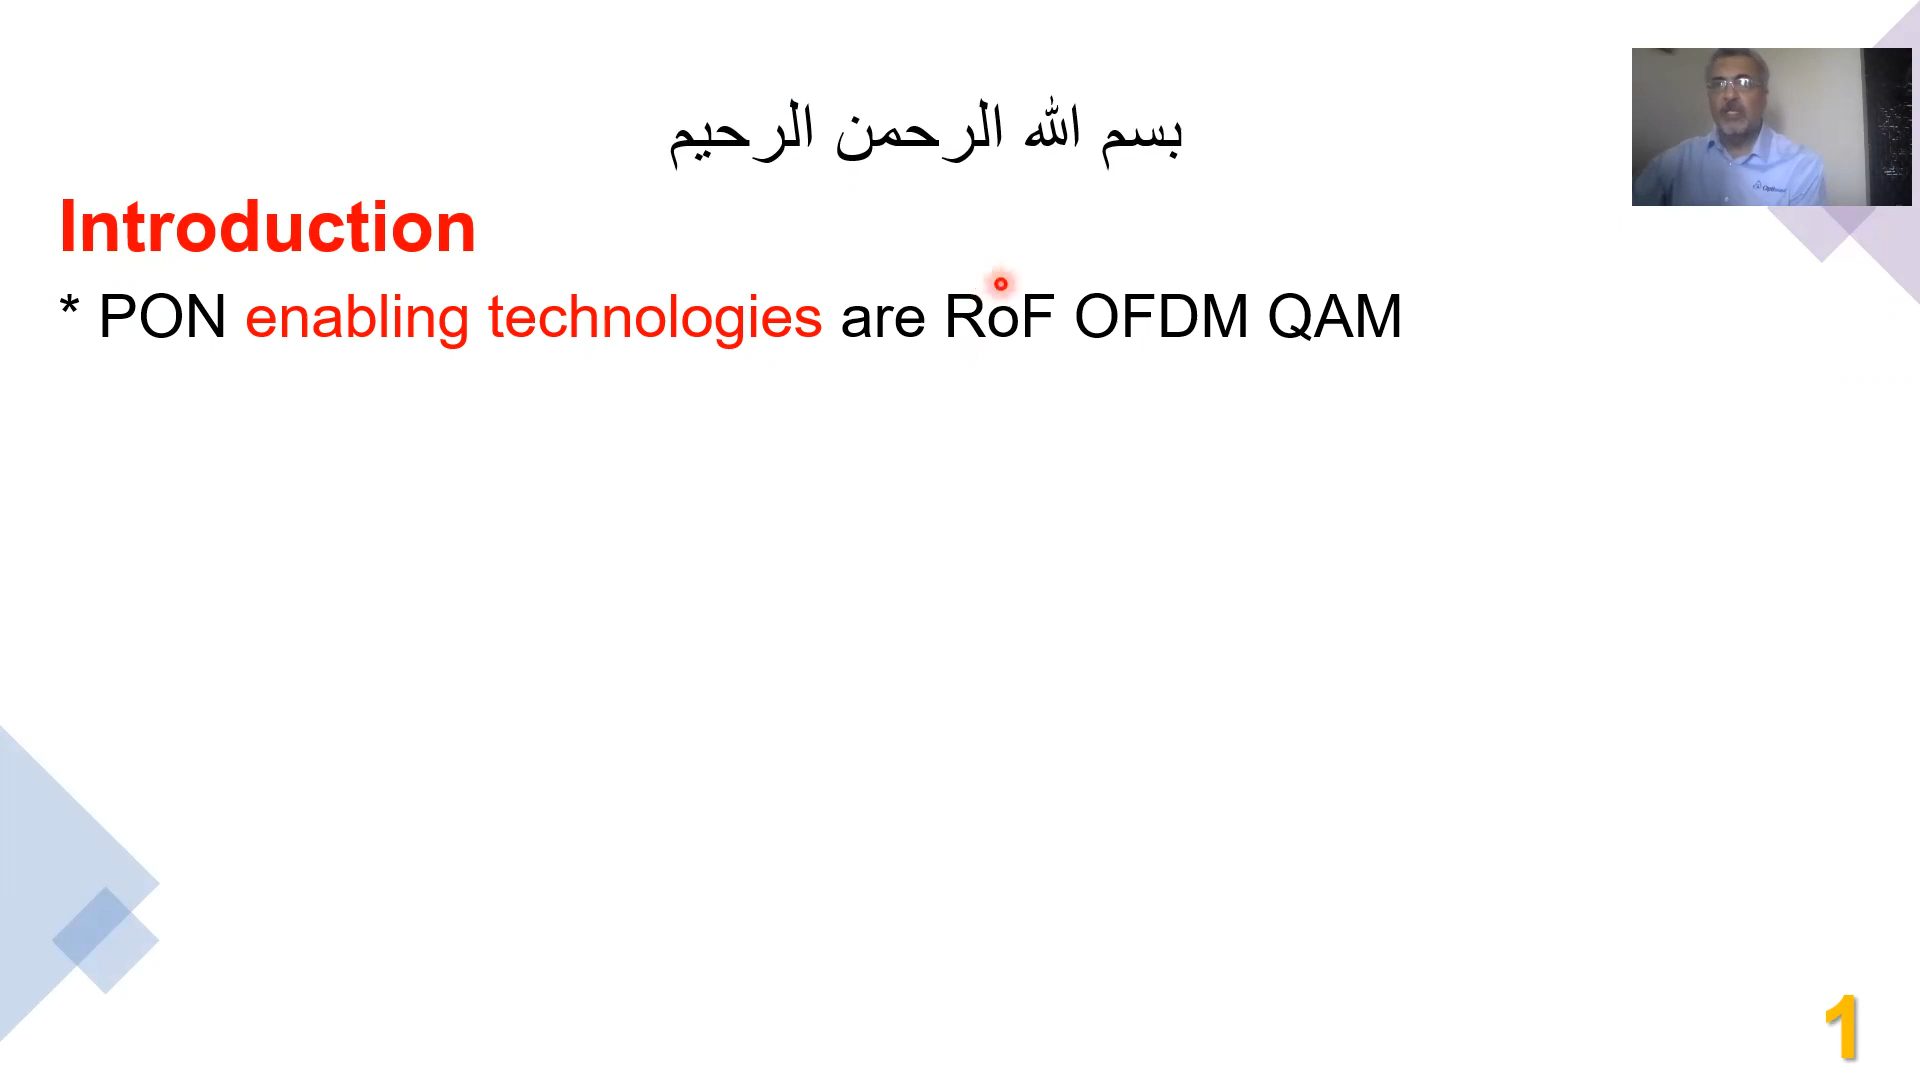 بسم الله الرحمن الرحيم
Introduction
* PON enabling technologies are RoF OFDM QAM
1